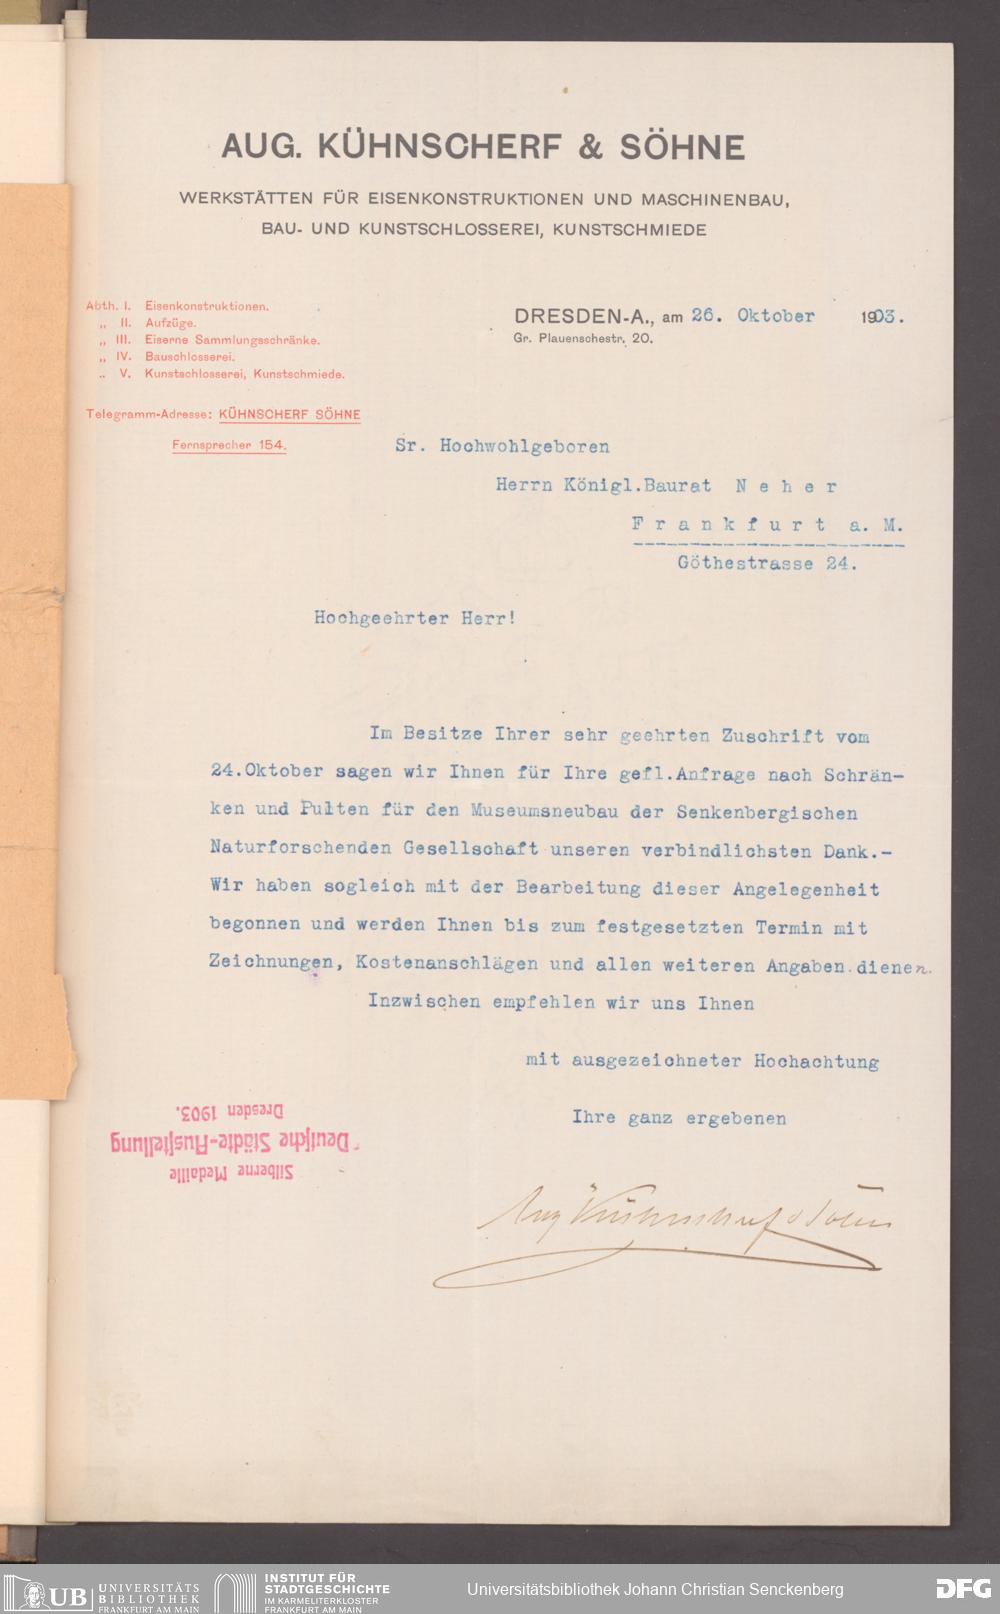 AUG. KÜHNSCHERF & SÖHNE
WERKSTÄTTEN FÜR EISENKONSTRUKTIONEN UND MASCHINENBAU,
BAU- UND KUNSTSCHLOSSEREI, KUNSTSCHMIEDE
Abth. I. Eisenkonstruktionen.
„ II. Aufzüge.
„ III. Eiserne Sammlungsschränke.
„ IV. Bauschlosserei.
„ V. Kunstschlosserei, Kunstschmiede.
Telegramm-Adresse: KÜHNSCHERF SÖHNE
Fernsprecher 154.
DRESDEN-A., am 26. Oktober 1903.
Gr. Plauenschestr. 20.
Sr. Hochwohlgeboren
Herrn Königl.Baurat N e h e r
F r a n k f u r t a. M.
Göthestrasse 24.
Hochgeehrter Herr!
Im Besitze Ihrer sehr geehrten Zuschrift vom
24.Oktober sagen wir Ihnen für Ihre gefl.Anfrage nach Schrän-
ken und Pulten für den Museumsneubau der Senkenbergischen
Naturforschenden Gesellschaft unseren verbindlichsten Dank.-
Wir haben sogleich mit der Bearbeitung dieser Angelegenheit
begonnen und werden Ihnen bis zum festgesetzten Termin mit
Zeichnungen, Kostenanschlägen und allen weiteren Angaben dienen.
Inzwischen empfehlen wir uns Ihnen
mit ausgezeichneter Hochachtung
Ihre ganz ergebenen
Aug Kühnscherf & Söhne
Silberne Medaille
Deutsche Städte-Ausstellung
Dresden 1903.
UB UNIVERSITÄTS
BIBLIOTHEK
FRANKFURT AM MAIN
INSTITUT FÜR
STADTGESCHICHTE
IM KARMELITERKLOSTER
FRANKFURT AM MAIN
Universitätsbibliothek Johann Christian Senckenberg
DFG